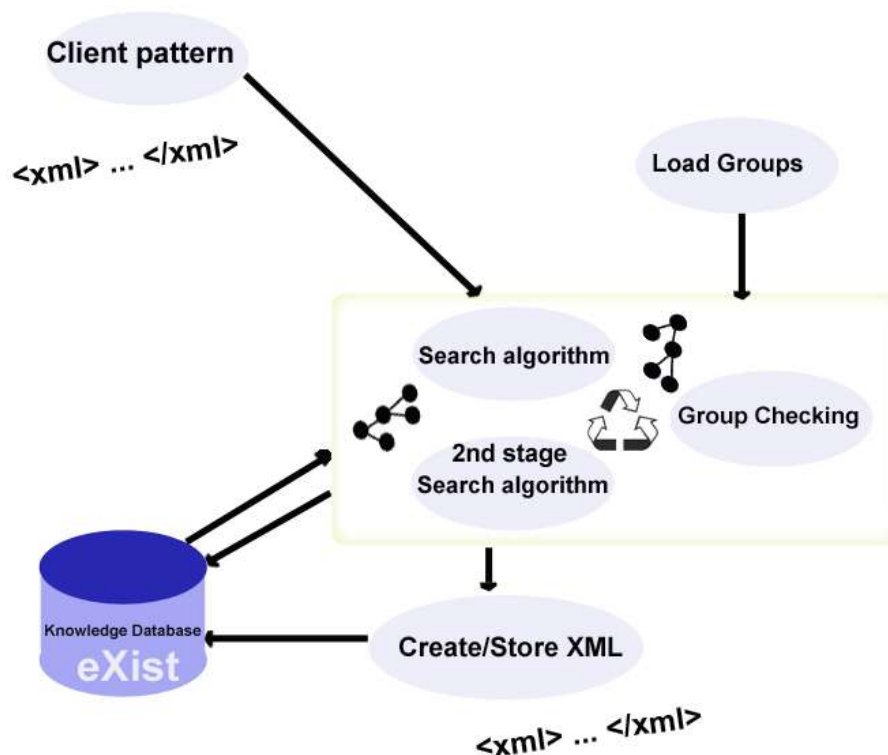 Client pattern
<xml> ... </xml>
Load Groups
Search algorithm
Group Checking
2nd stage
Search algorithm
Knowledge Database
eXist
Create/Store XML
<xml> ... </xml>